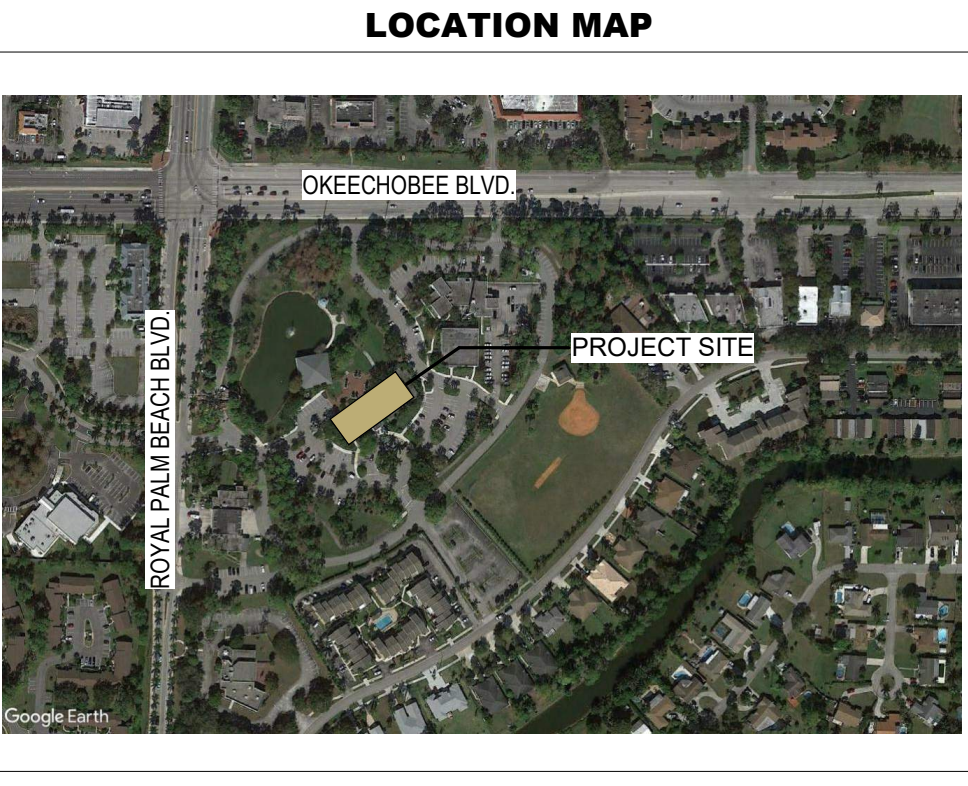 LOCATION MAP
OKEECHOBEE BLVD.
PROJECT SITE
ROYAL PALM BEACH BLVD.
Google Earth